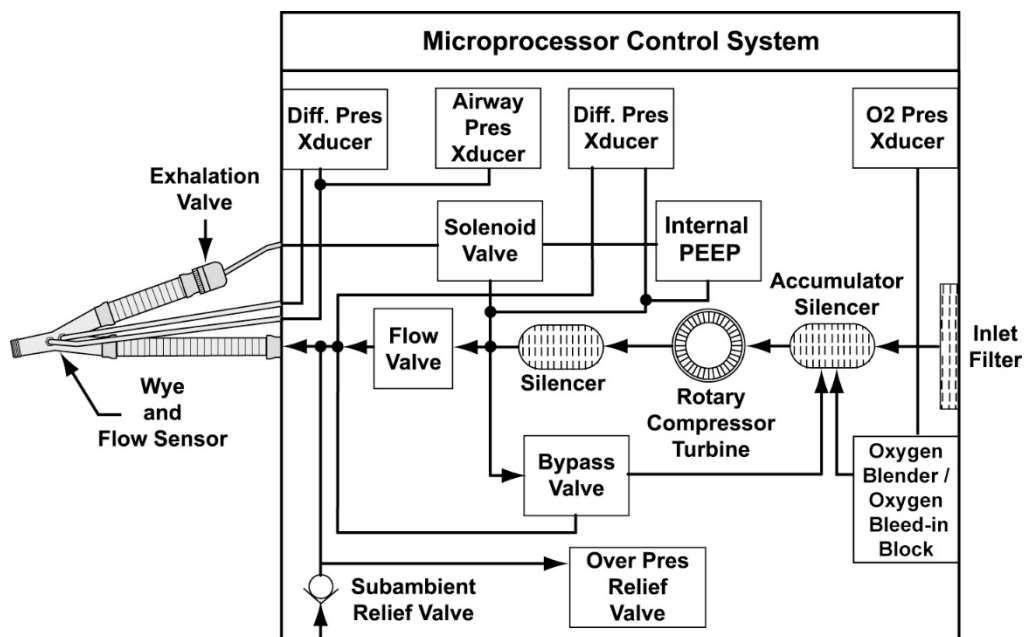 Microprocessor Control System
Diff. Pres
Xducer
Airway
Pres
Xducer
Diff. Pres
Xducer
O2 Pres
Xducer
Exhalation
Valve
Solenoid
Valve
Internal
PEEP
Accumulator
Silencer
Flow
Valve
Silencer
Rotary
Compressor
Turbine
Inlet
Filter
Wye
and
Flow Sensor
Bypass
Valve
Oxygen
Blender /
Oxygen
Bleed-in
Block
Subambient
Relief Valve
Over Pres
Relief
Valve